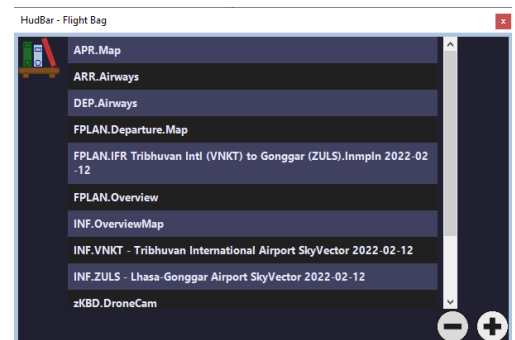 HudBar - Flight Bag
x
APR.Map
ARR.Airways
DEP.Airways
FPLAN.Departure.Map
FPLAN.IFR Tribhuvan Intl (VNKT) to Gonggar (ZULS).lnmpln 2022-02
-12
FPLAN.Overview
INF.OverviewMap
INF.VNKT - Tribhuvan International Airport SkyVector 2022-02-12
INF.ZULS - Lhasa-Gonggar Airport SkyVector 2022-02-12
zKBD.DroneCam